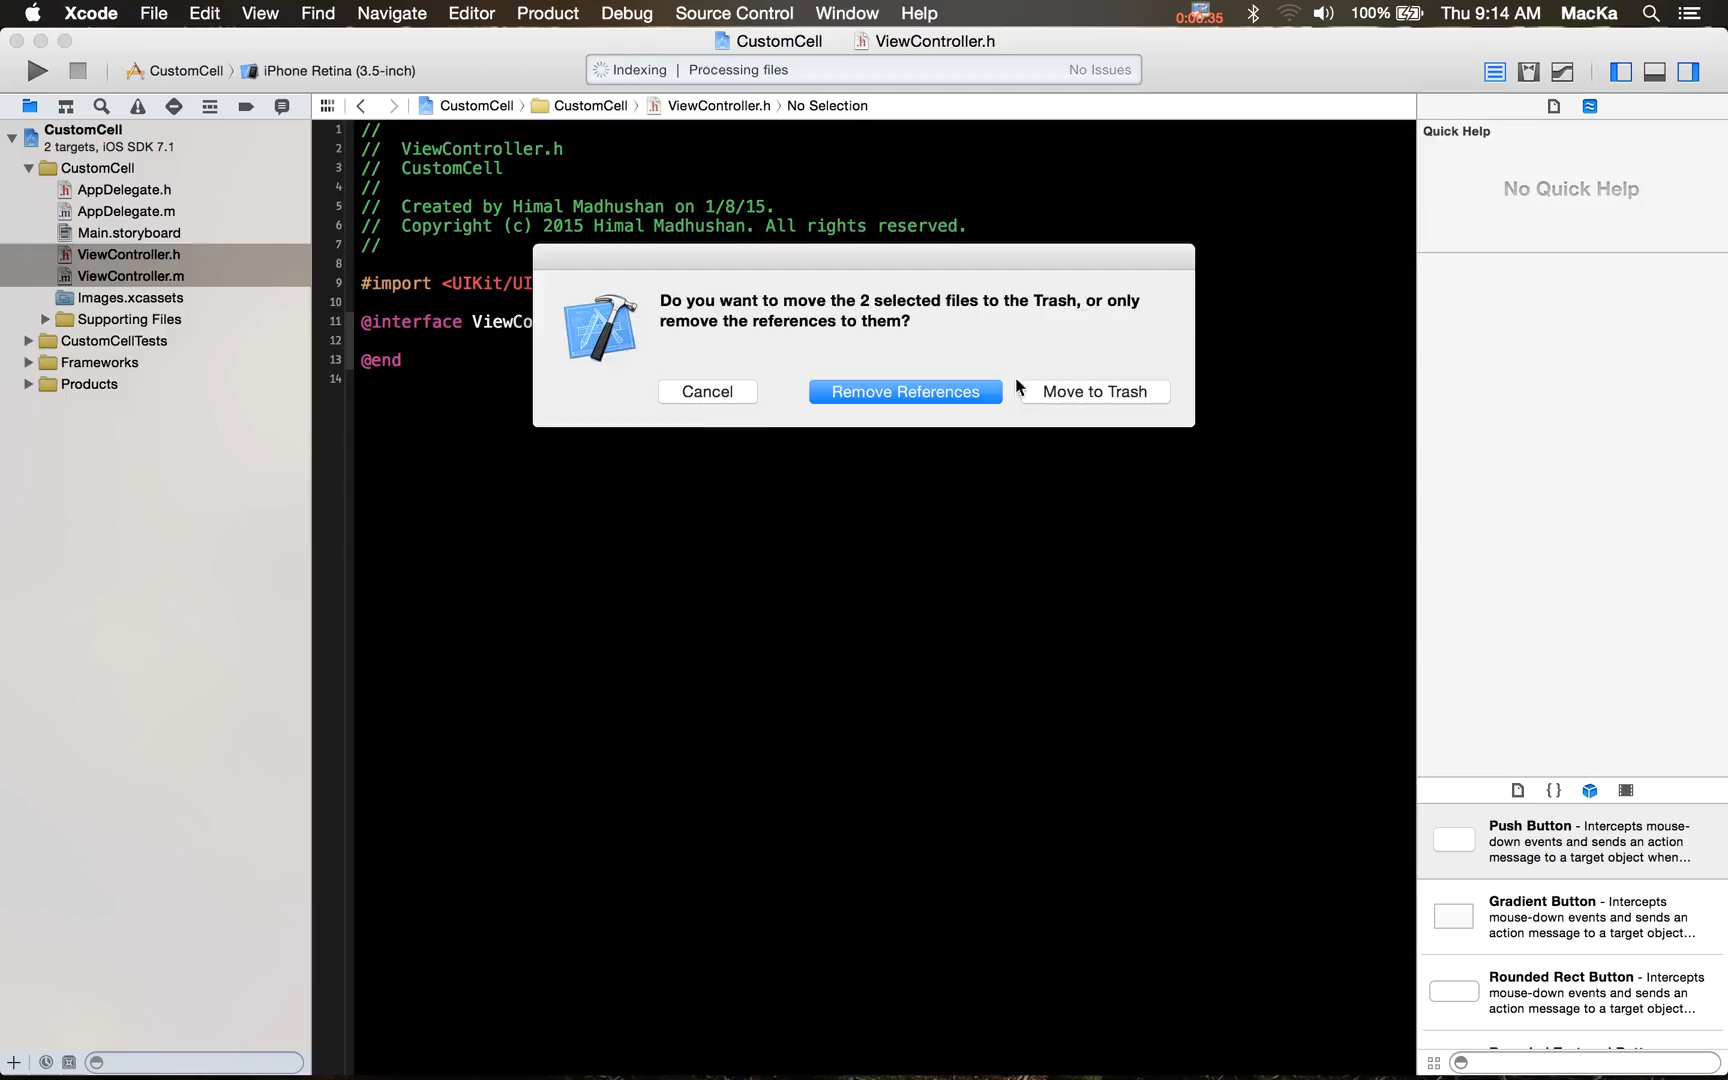 Xcode File Edit View Find Navigate Editor Product Debug Source Control Window Help 0:00:35 100% Thu 9:14 AM MacKa
CustomCell ViewController.h
CustomCell iPhone Retina (3.5-inch) Indexing | Processing files No Issues
CustomCell CustomCell ViewController.h No Selection
CustomCell
2 targets, iOS SDK 7.1
CustomCell
AppDelegate.h
AppDelegate.m
Main.storyboard
ViewController.h
ViewController.m
Images.xcassets
Supporting Files
CustomCellTests
Frameworks
Products
1 //
2 // ViewController.h
3 // CustomCell
4 //
5 // Created by Himal Madhushan on 1/8/15.
6 // Copyright (c) 2015 Himal Madhushan. All rights reserved.
7 //
8
9 #import <UIKit/UI
10
11 @interface ViewCo
12
13 @end
14
Do you want to move the 2 selected files to the Trash, or only
remove the references to them?
Cancel Remove References Move to Trash
Quick Help
No Quick Help
Push Button - Intercepts mouse-
down events and sends an action
message to a target object when...
Gradient Button - Intercepts
mouse-down events and sends an
action message to a target object...
Rounded Rect Button - Intercepts
mouse-down events and sends an
action message to a target object...